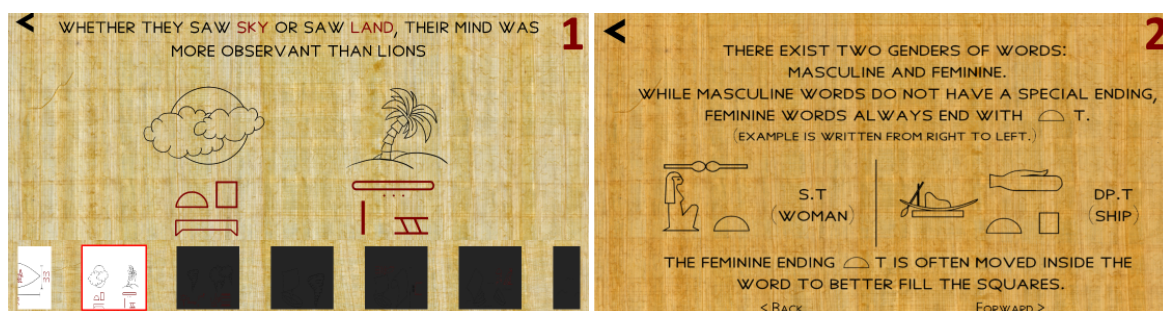 <
WHETHER THEY SAW SKY OR SAW LAND, THEIR MIND WAS
MORE OBSERVANT THAN LIONS
1
<
2
THERE EXIST TWO GENDERS OF WORDS:
MASCULINE AND FEMININE.
WHILE MASCULINE WORDS DO NOT HAVE A SPECIAL ENDING,
FEMININE WORDS ALWAYS END WITH 𓏏 T.
(EXAMPLE IS WRITTEN FROM RIGHT TO LEFT.)
S.T
(WOMAN)
DP.T
(SHIP)
THE FEMININE ENDING 𓏏 T IS OFTEN MOVED INSIDE THE
WORD TO BETTER FILL THE SQUARES.
< BACK
FORWARD >